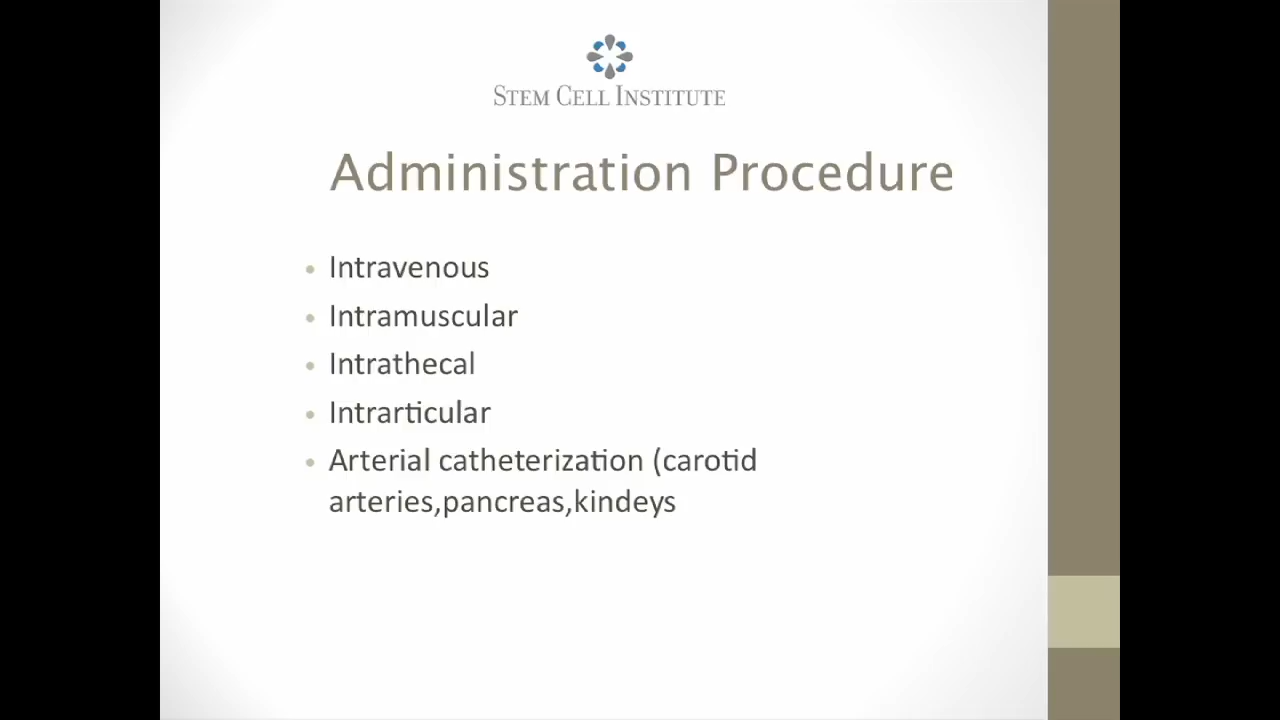 STEM CELL INSTITUTE
Administration Procedure
• Intravenous
• Intramuscular
• Intrathecal
• Intrarticular
• Arterial catheterization (carotid
arteries,pancreas,kindeys